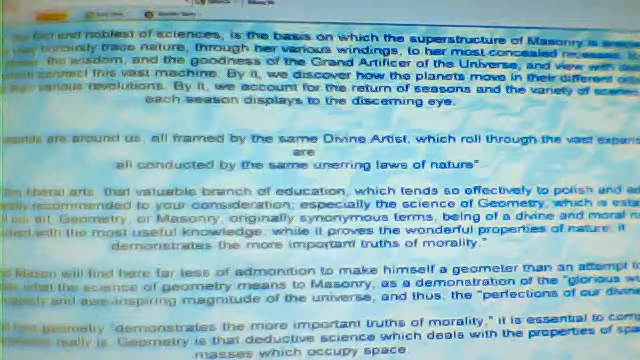 first and noblest of sciences, is the basis on which the superstructure of Masonry is
curiously trace nature, through her various windings, to her most concealed
the wisdom, and the goodness of the Grand Artificer of the Universe, and view with
connect this vast machine. By it, we discover how the planets move in their different
various revolutions. By it, we account for the return of seasons and the variety of
each season displays to the discerning eye.
worlds are around us, all framed by the same Divine Artist, which roll through the vast
are
all conducted by the same unerring laws of nature"
liberal arts, that valuable branch of education, which tends so effectively to polish and
recommended to your consideration; especially the science of Geometry, which is
art. Geometry, or Masonry, originally synonymous terms, being of a divine and moral
with the most useful knowledge; while it proves the wonderful properties of nature, it
demonstrates the more important truths of morality."
Mason will find here far less of admonition to make himself a geometer than an attempt to
what the science of geometry means to Masonry, as a demonstration of the "glorious
and awe-inspiring magnitude of the universe, and thus, the "perfections of our
geometry "demonstrates the more important truths of morality," it is essential to
really is. Geometry is that deductive science which deals with the properties of
masses which occupy space.